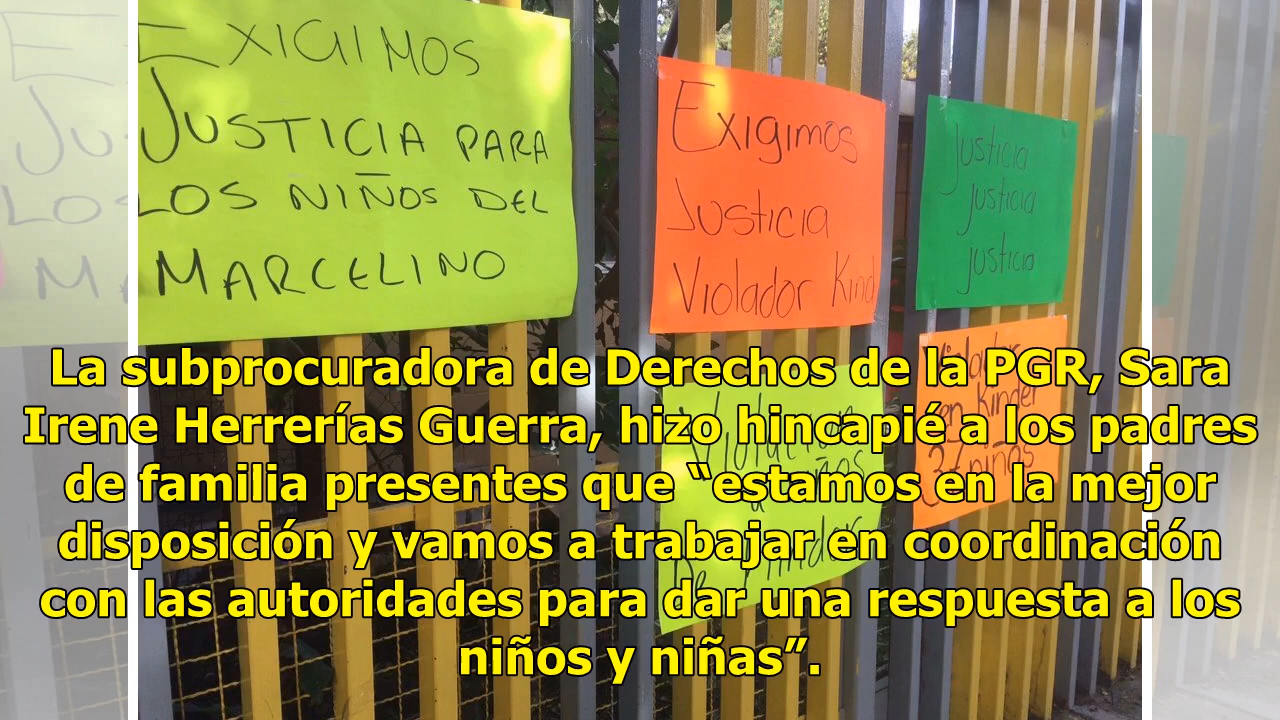 EXIGIMOS
JUSTICIA PARA
LOS NIÑOS DEL
MARCELINO
Exigimos
Justicia
Violador Kind
Justicia
justicia
justicia
Kinder
niños
La subprocuradora de Derechos de la PGR, Sara
Irene Herrerías Guerra, hizo hincapié a los padres
de familia presentes que “estamos en la mejor
disposición y vamos a trabajar en coordinación
con las autoridades para dar una respuesta a los
niños y niñas”.